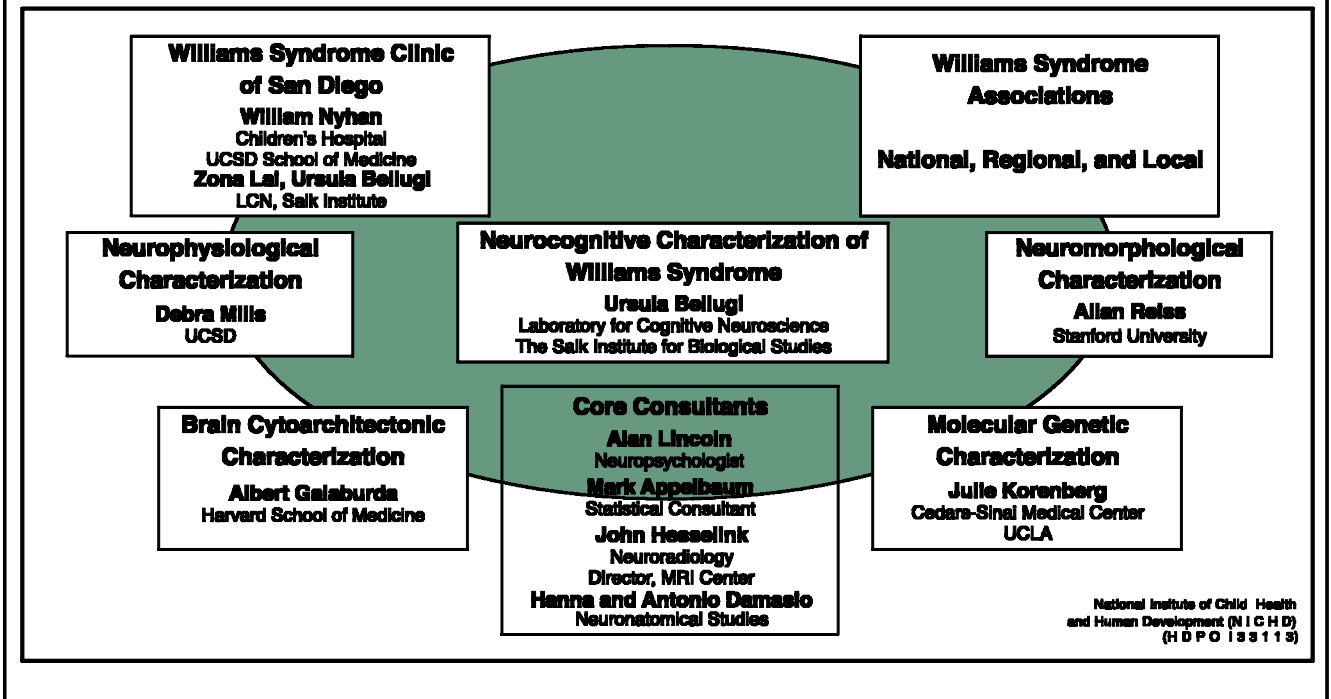 Williams Syndrome Clinic
of San Diego
William Nyhan
Children's Hospital
UCSD School of Medicine
Zona Lai, Ursula Bellugi
LCN, Salk Institute
Williams Syndrome
Associations
National, Regional, and Local
Neurophysiological
Characterization
Debra Mills
UCSD
Neurocognitive Characterization of
Williams Syndrome
Ursula Bellugi
Laboratory for Cognitive Neuroscience
The Salk Institute for Biological Studies
Neuromorphological
Characterization
Allan Reiss
Stanford University
Brain Cytoarchitectonic
Characterization
Albert Galaburda
Harvard School of Medicine
Core Consultants
Alan Lincoln
Neuropsychologist
Mark Appelbaum
Statistical Consultant
John Hesselink
Neuroradiology
Director, MRI Center
Hanna and Antonio Damasio
Neuronatomical Studies
Molecular Genetic
Characterization
Julie Korenberg
Cedars-Sinai Medical Center
UCLA
National Insitute of Child Health
and Human Development (N I C H D)
(H D P O I 3 3 1 1 3)